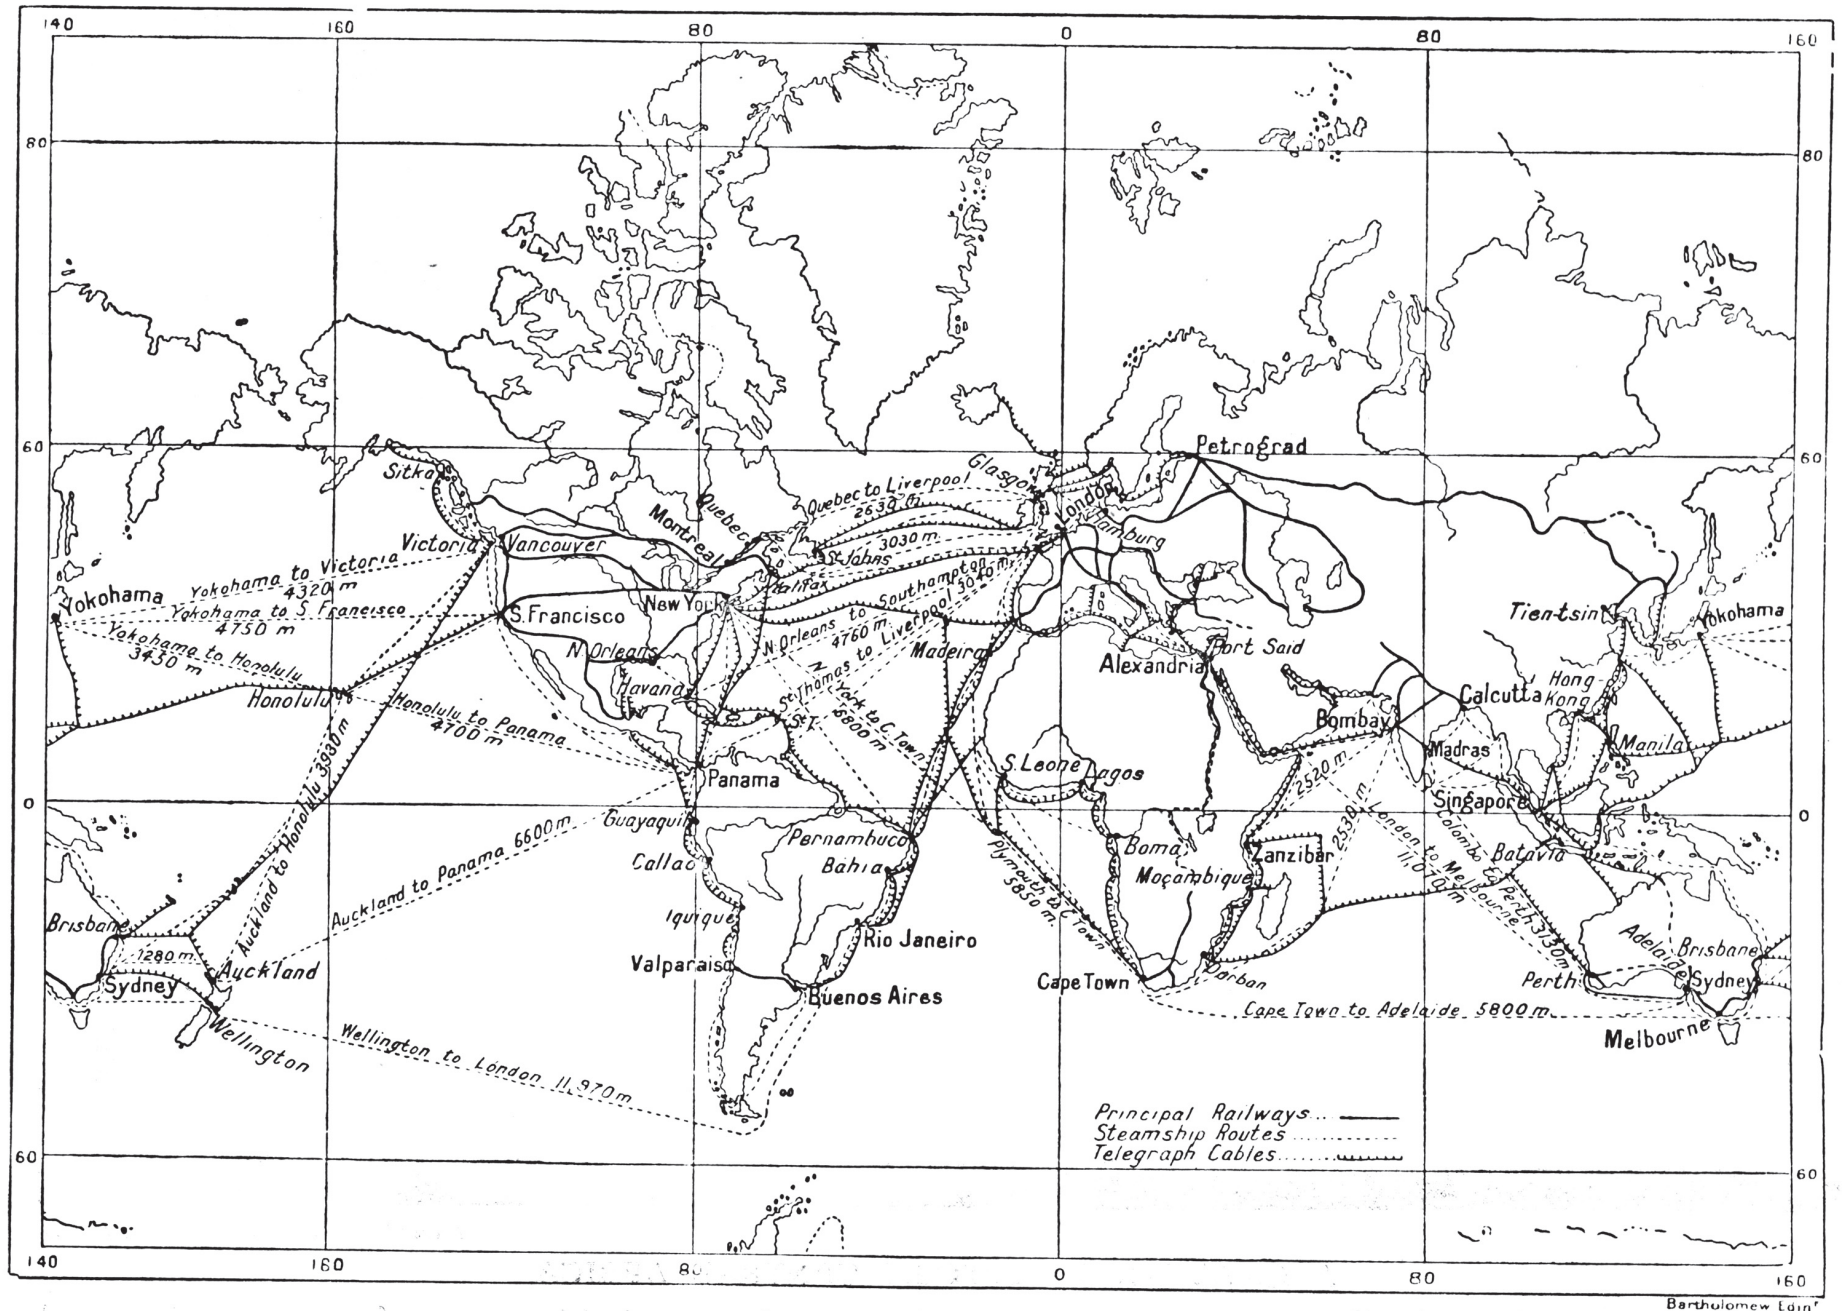 140
160
80
0
80
160
80
80
60
60
Petrograd
Glasgow
Sitka
Quebec to Liverpool
2630 m
London
Quebec
Montreal
Hamburg
Victoria
Vancouver
3030 m.
St Johns
Halifax
Yokohama to Victoria
4320 m
Yokohama
New York
N Orleans to Southampton
4760 m.
Tien-tsin
Yokohama
Yokohama to S. Francisco
4750 m
S. Francisco
St Thomas to Liverpool 3040 m.
Yokohama to Honolulu
3450 m
N. Orleans
Madeira
Alexandria
Port Said
Havana
Hong-
Kong
Calcutta
Honolulu
Honolulu to Panama
4700 m
St T.
N. York to C. Town
6800 m
Bombay
Madras
Manila
Panama
S. Leone
Lagos
2520 m
Singapore
0
0
Guayaquil
Pernambuco
Boma
Zanzibar
2530 m
Batavia
Callao
Bahia
Moçambique
London to Melbourne
11,070 m
Colombo to Perth 3130 m
Auckland to Honolulu 3930 m
Auckland to Panama 6600 m
Plymouth to C. Town
5850 m.
Iquique
Brisbane
1280 m
Rio Janeiro
Adelaide
Brisbane
Auckland
Valparaiso
Sydney
Buenos Aires
Cape Town
Durban
Perth
Sydney
Cape Town to Adelaide 5800 m.
Melbourne
Wellington
Wellington to London 11,970 m
Principal Railways...
Steamship Routes
Telegraph Cables
60
60
140
160
80
0
80
160
Bartholomew Edinr